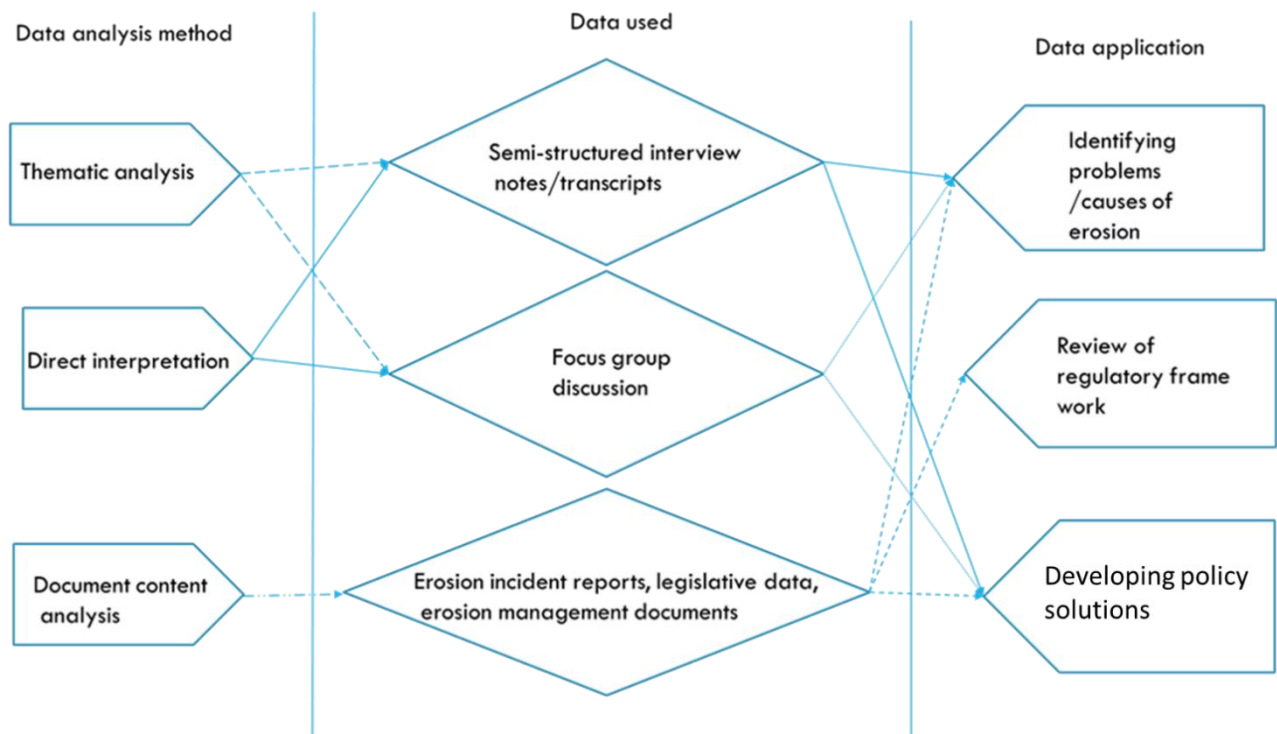 Data analysis method
Data used
Data application
Thematic analysis
Semi-structured interview
notes/transcripts
Identifying
problems
/causes of
erosion
Direct interpretation
Focus group
discussion
Review of
regulatory frame
work
Document content
analysis
Erosion incident reports, legislative data,
erosion management documents
Developing policy
solutions